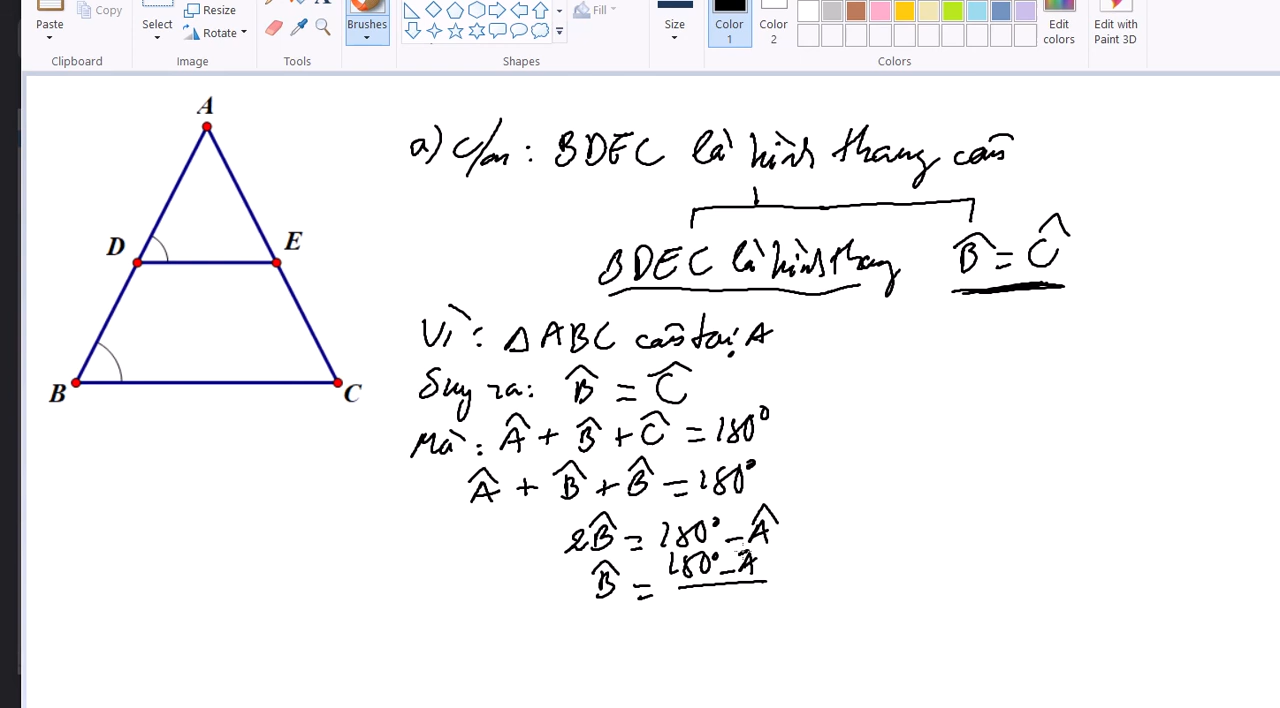 Paste
Copy
Select
Resize
Rotate
Brushes
Fill
Size
Color 1
Color 2
Edit colors
Edit with Paint 3D
Clipboard
Image
Tools
Shapes
Colors
A
D
E
B
C
a) C/m : BDEC là hình thang cân
BDEC là hình thang B̂ = Ĉ
Vì : Δ ABC cân tại A
Suy ra : B̂ = Ĉ
Mà : Â + B̂ + Ĉ = 180°
Â + B̂ + B̂ = 180°
2B̂ = 180° - Â
B̂ = 180° - Â